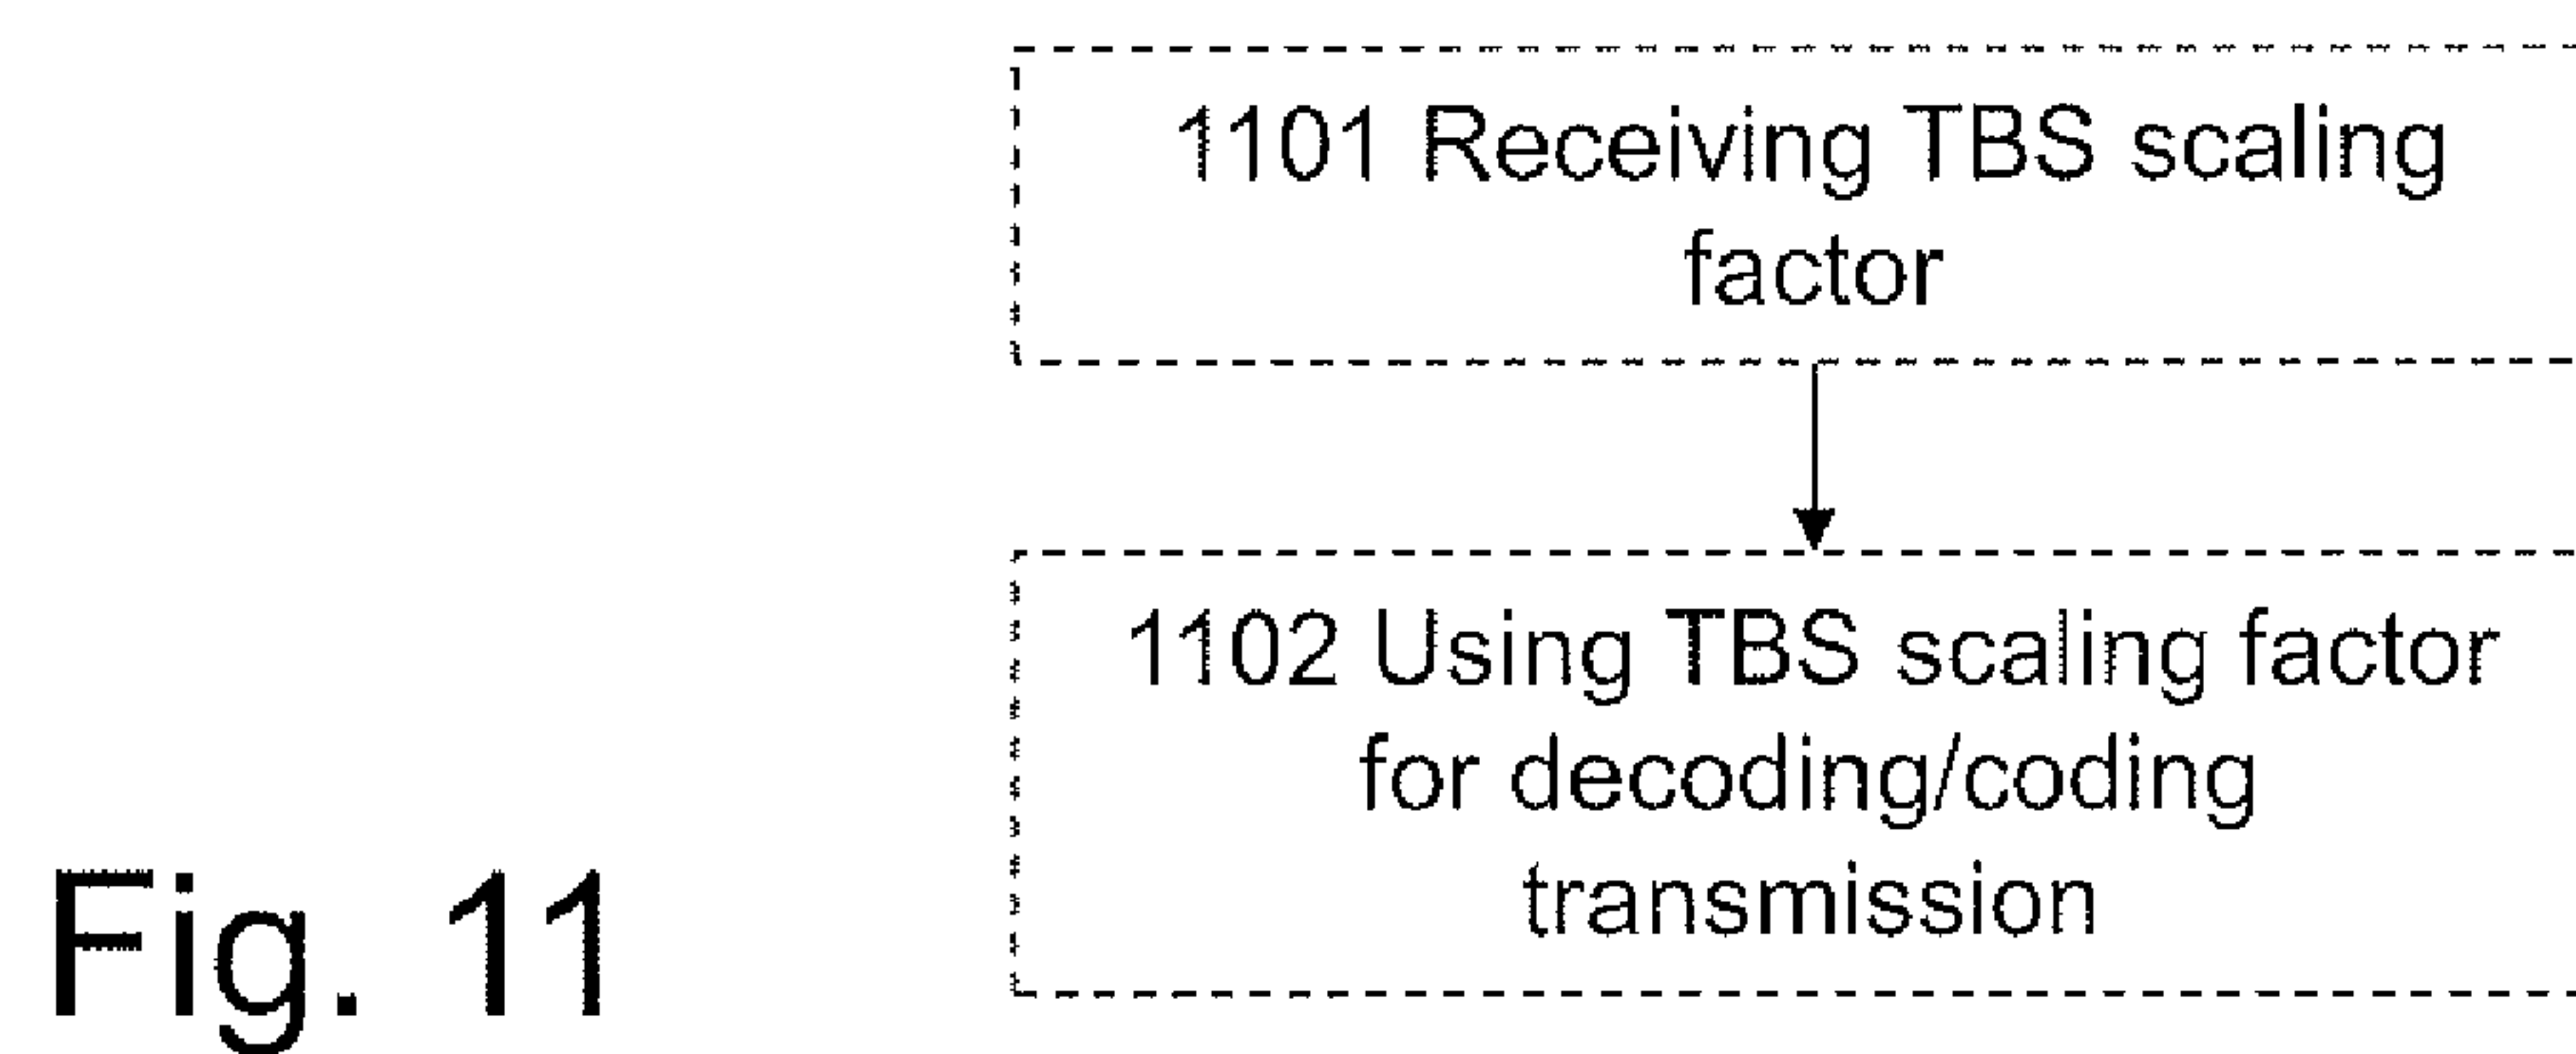 1101 Receiving TBS scaling
factor
1102 Using TBS scaling factor
for decoding/coding
transmission
Fig. 11